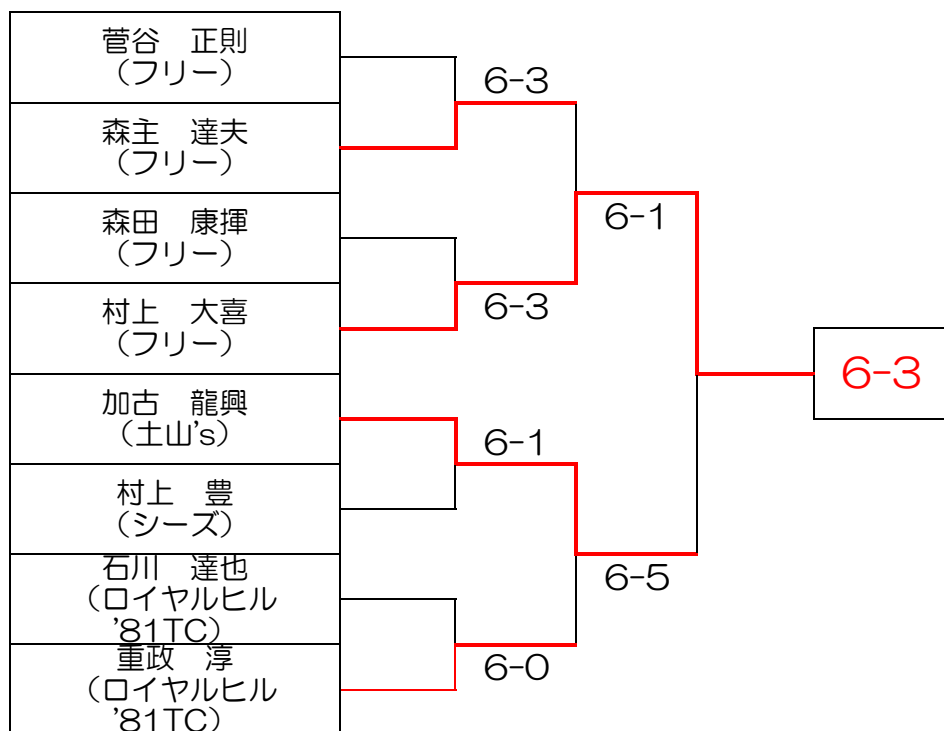 菅谷　正則
（フリー）
森主　達夫
（フリー）
森田　康揮
（フリー）
村上　大喜
（フリー）
加古　龍興
（土山's）
村上　豊
（シーズ）
石川　達也
（ロイヤルヒル
'81TC）
重政　淳
（ロイヤルヒル
'81TC）
6-3
6-3
6-1
6-0
6-1
6-5
6-3